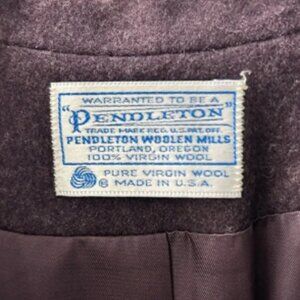 WARRANTED TO BE A
"PENDLETON"
TRADE MARK REG. U.S. PAT. OFF.
PENDLETON WOOLEN MILLS
PORTLAND, OREGON
100% VIRGIN WOOL
PURE VIRGIN WOOL
® MADE IN U.S.A.